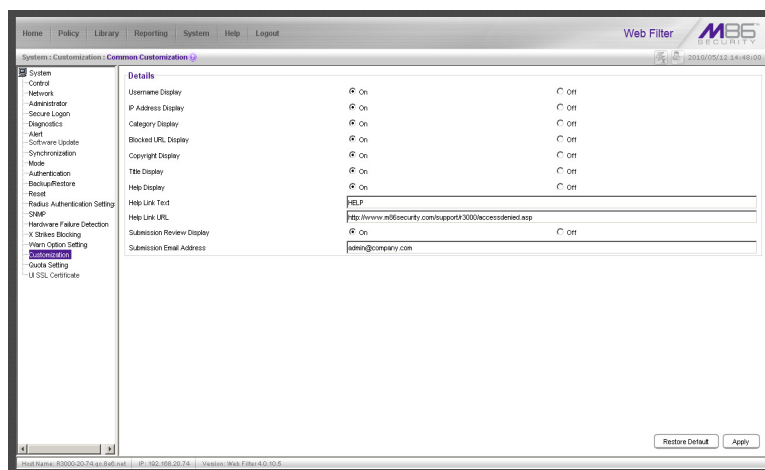 Home Policy Library Reporting System Help Logout
Web Filter
M86 SECURITY
System : Customization : Common Customization
2010/05/12 14:48:00
System
Control
Network
Administrator
Secure Logon
Diagnostics
Alert
Software Update
Synchronization
Mode
Authentication
Backup/Restore
Reset
Radius Authentication Setting
SNMP
Hardware Failure Detection
X Strikes Blocking
Warn Option Setting
Customization
Quota Setting
UI SSL Certificate
Details
Username Display On Off
IP Address Display On Off
Category Display On Off
Blocked URL Display On Off
Copyright Display On Off
Title Display On Off
Help Display On Off
Help Link Text HELP
Help Link URL http://www.m86security.com/support/r3000/accessdenied.asp
Submission Review Display On Off
Submission Email Address admin@company.com
Restore Default Apply
Host Name: R3000-20-74.qc.8e6.net IP: 192.168.20.74 Version: Web Filter 4.0.10.5